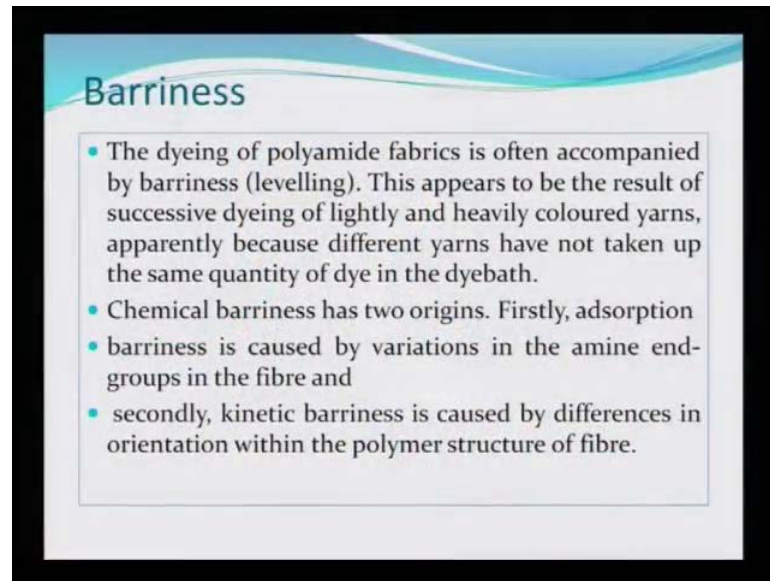 Barriness
• The dyeing of polyamide fabrics is often accompanied
by barriness (levelling). This appears to be the result of
successive dyeing of lightly and heavily coloured yarns,
apparently because different yarns have not taken up
the same quantity of dye in the dyebath.
• Chemical barriness has two origins. Firstly, adsorption
• barriness is caused by variations in the amine end-
groups in the fibre and
• secondly, kinetic barriness is caused by differences in
orientation within the polymer structure of fibre.